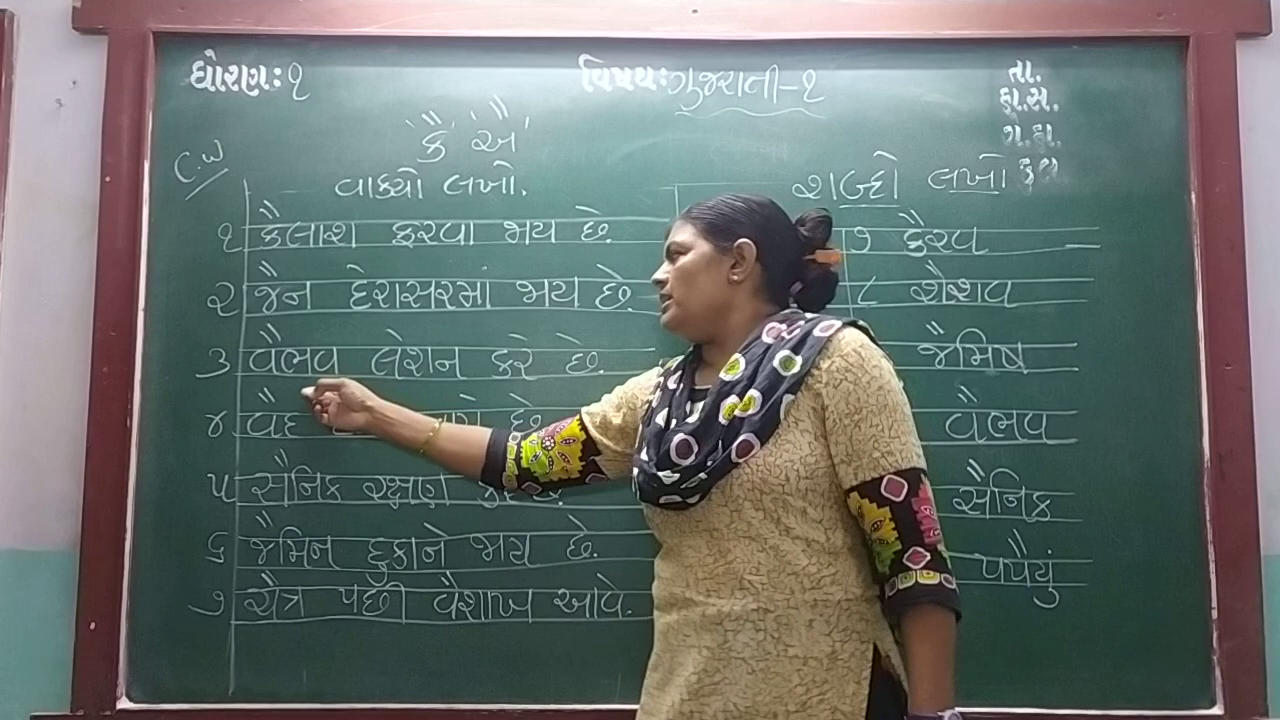 ધોરણ: ૧
વિષય: ગુજરાતી-૧
તા.
હા.સ.
ગે.હા.
કુલ
"કૈ" "ઐ"
C.W
વાક્યો લખો.
શબ્દો લખો
૧ કૈલાશ ફરવા જાય છે.
૨ જૈન દેરાસરમાં જાય છે.
૩ વૈભવ લેશન કરે છે.
૪ વૈદ છે.
૫ સૈનિક રક્ષણ
૬ જૈમિન દુકાને જાય છે.
૭ ચૈત્ર પછી વૈશાખ આવે.
૭ કૈરવ
૮ શૈશવ
જૈમિષ
વૈભવ
સૈનિક
પપૈયું